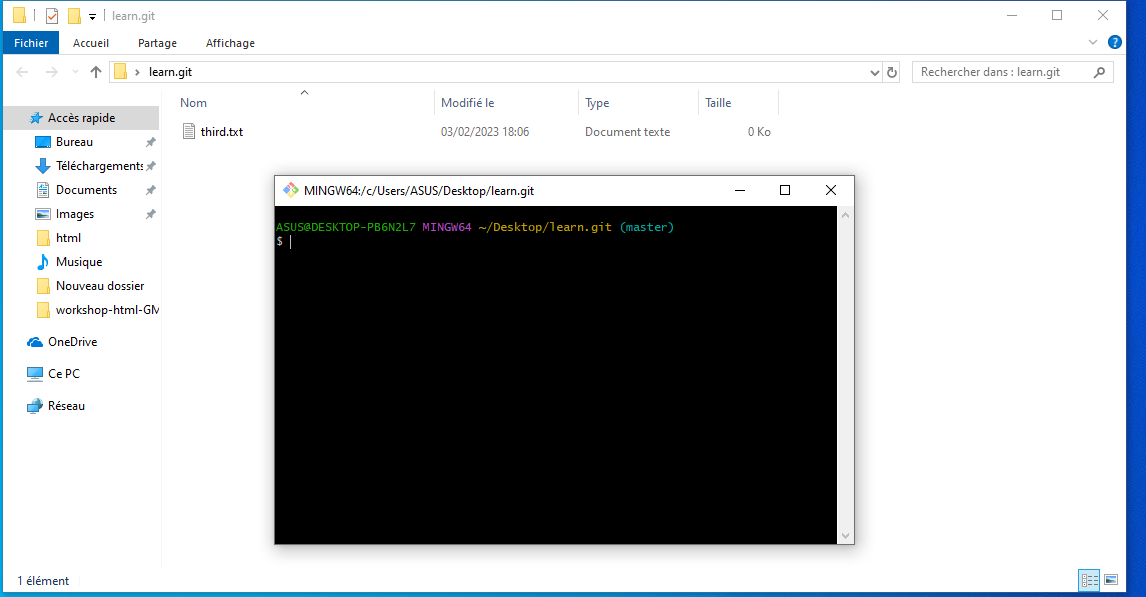 learn.git
Fichier Accueil Partage Affichage
learn.git Rechercher dans : learn.git
Nom Modifié le Type Taille
third.txt 03/02/2023 18:06 Document texte 0 Ko
Accès rapide
Bureau
Téléchargements
Documents
Images
html
Musique
Nouveau dossier
workshop-html-GM
OneDrive
Ce PC
Réseau
MINGW64:/c/Users/ASUS/Desktop/learn.git
ASUS@DESKTOP-PB6N2L7 MINGW64 ~/Desktop/learn.git (master)
$
1 élément